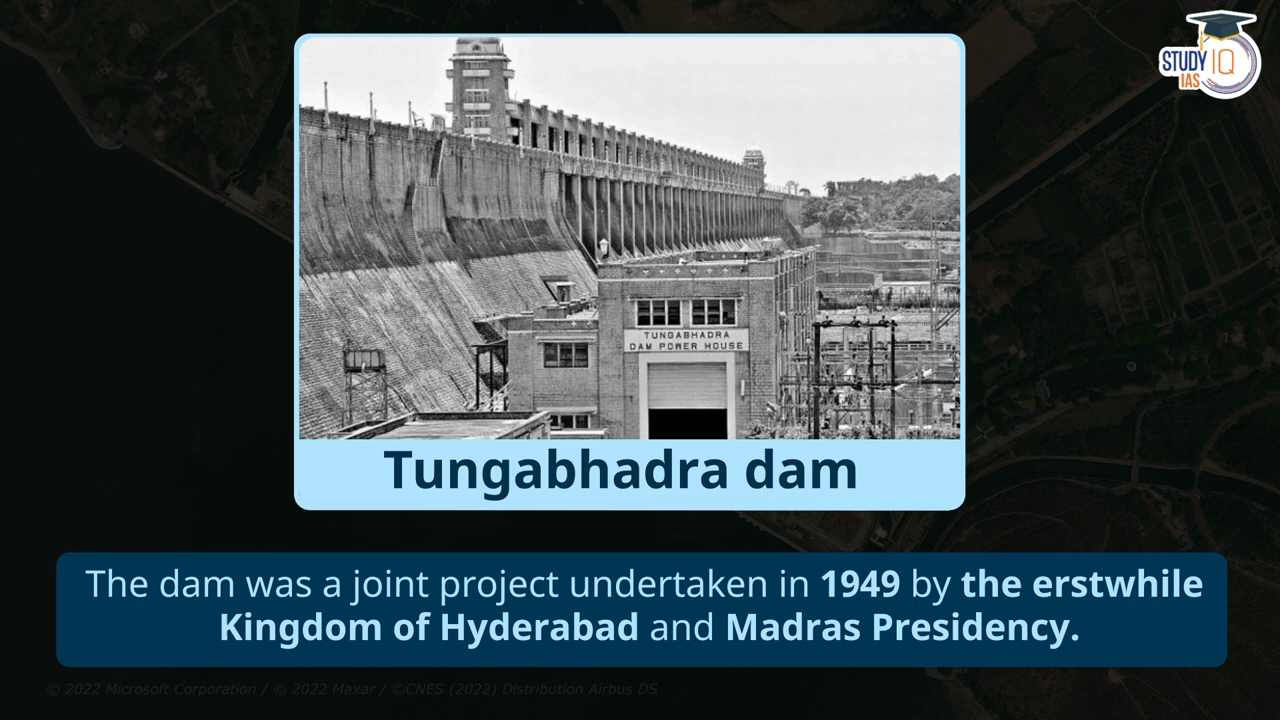 STUDY IQ
IAS
TUNGABHADRA
DAM POWER HOUSE
Tungabhadra dam
The dam was a joint project undertaken in 1949 by the erstwhile
Kingdom of Hyderabad and Madras Presidency.
© 2022 Microsoft Corporation / © 2022 Maxar / ©CNES (2022) Distribution Airbus DS